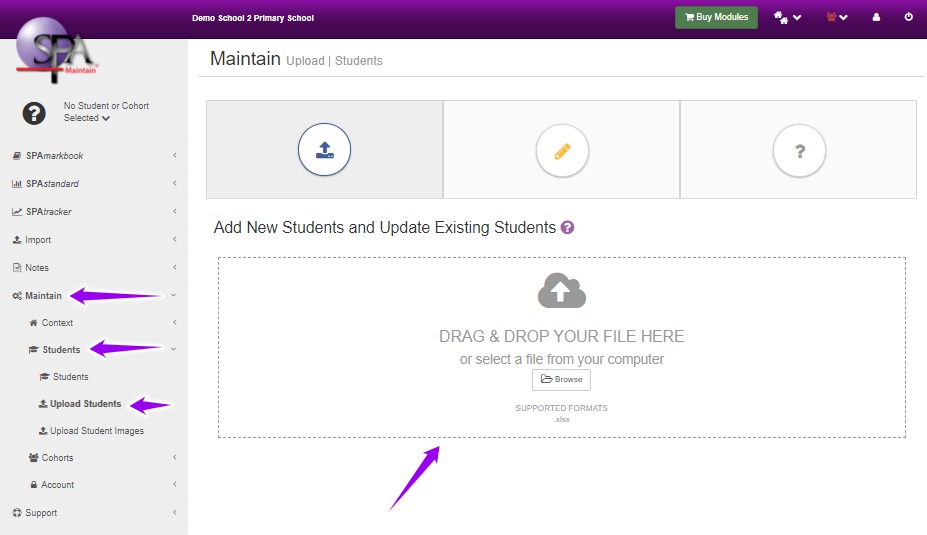 Demo School 2 Primary School
Buy Modules
SPA
Maintain
No Student or Cohort
Selected
SPAmarkbook
SPAstandard
SPAtracker
Import
Notes
Maintain
Context
Students
Students
Upload Students
Upload Student Images
Cohorts
Account
Support
Maintain Upload | Students
?
Add New Students and Update Existing Students ?
DRAG & DROP YOUR FILE HERE
or select a file from your computer
Browse
SUPPORTED FORMATS
.xlsx